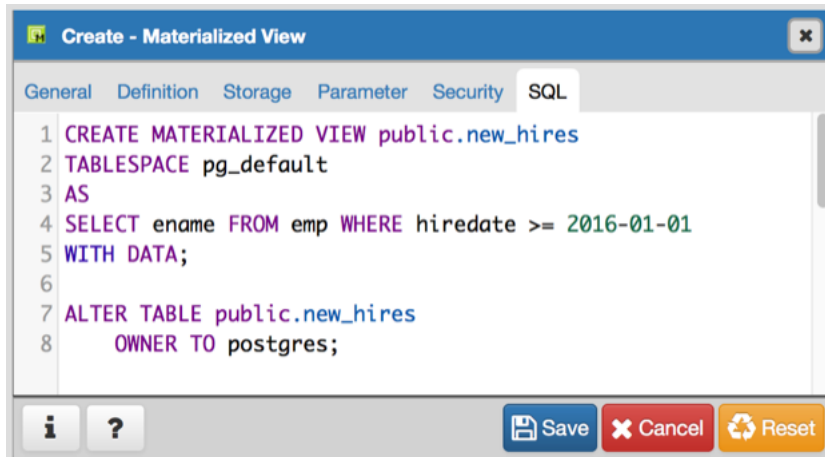 Create - Materialized View
General Definition Storage Parameter Security SQL
1 CREATE MATERIALIZED VIEW public.new_hires
2 TABLESPACE pg_default
3 AS
4 SELECT ename FROM emp WHERE hiredate >= 2016-01-01
5 WITH DATA;
6
7 ALTER TABLE public.new_hires
8     OWNER TO postgres;
i ? Save Cancel Reset